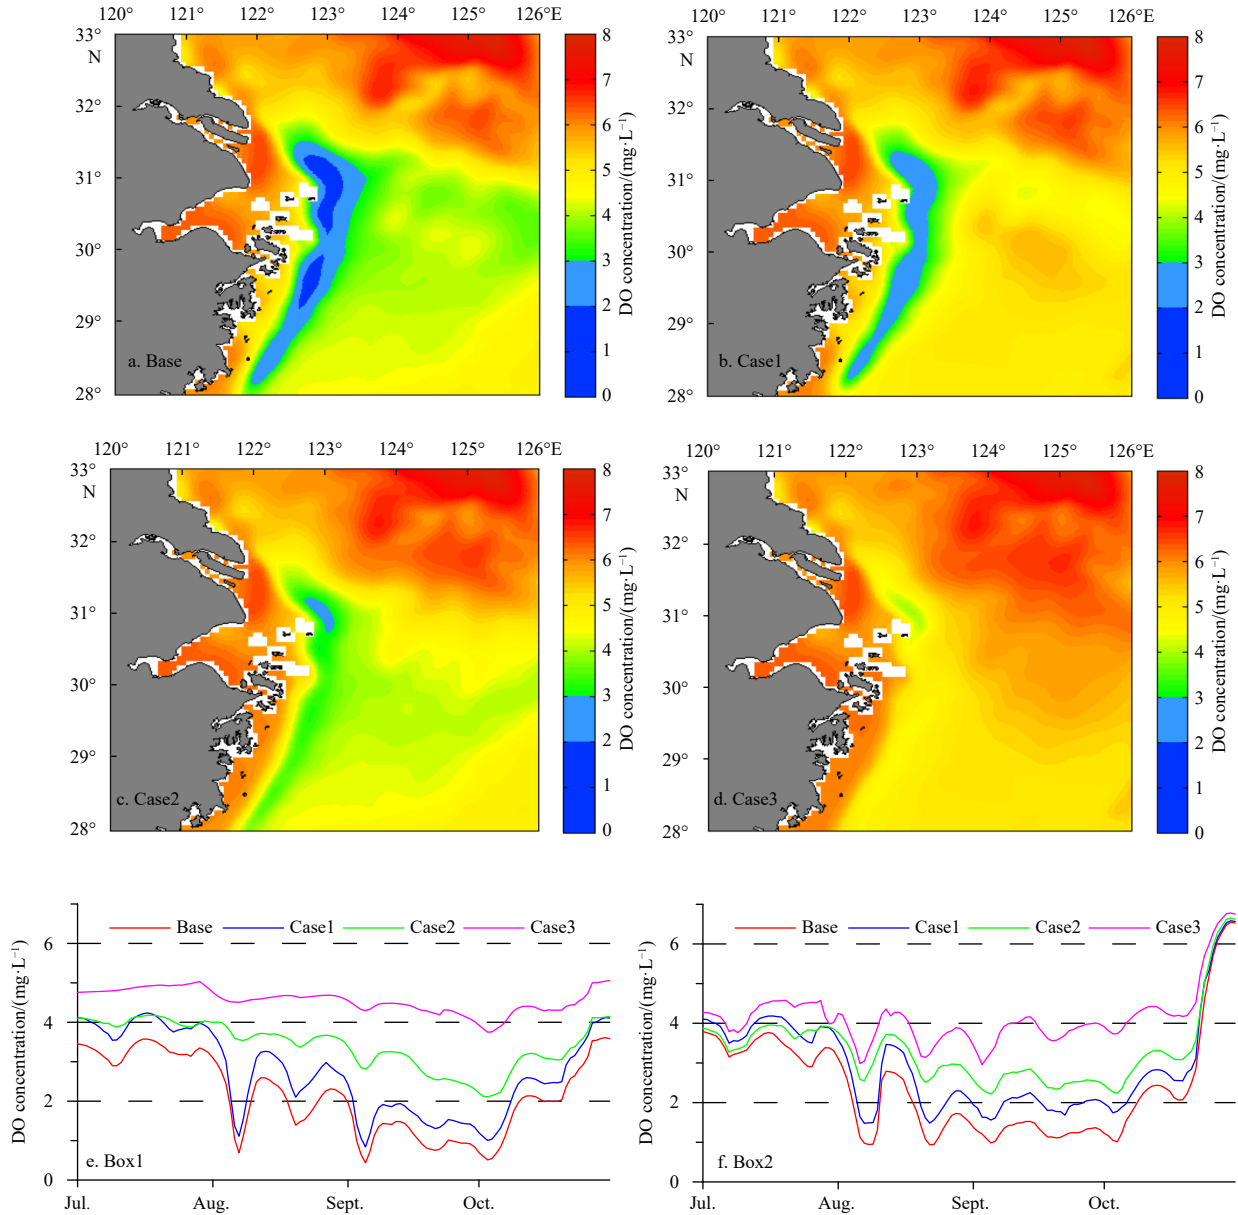 120° 121° 122° 123° 124° 125° 126°E
33°
N
32°
31°
30°
29°
28°
a. Base
8
7
6
5
4
3
2
1
0
DO concentration/(mg·L⁻¹)
120° 121° 122° 123° 124° 125° 126°E
33°
N
32°
31°
30°
29°
28°
b. Case1
8
7
6
5
4
3
2
1
0
DO concentration/(mg·L⁻¹)
120° 121° 122° 123° 124° 125° 126°E
33°
N
32°
31°
30°
29°
28°
c. Case2
8
7
6
5
4
3
2
1
0
DO concentration/(mg·L⁻¹)
120° 121° 122° 123° 124° 125° 126°E
33°
N
32°
31°
30°
29°
28°
d. Case3
8
7
6
5
4
3
2
1
0
DO concentration/(mg·L⁻¹)
Base Case1 Case2 Case3
6
4
2
0
DO concentration/(mg·L⁻¹)
e. Box1
Jul. Aug. Sept. Oct.
Base Case1 Case2 Case3
6
4
2
0
DO concentration/(mg·L⁻¹)
f. Box2
Jul. Aug. Sept. Oct.